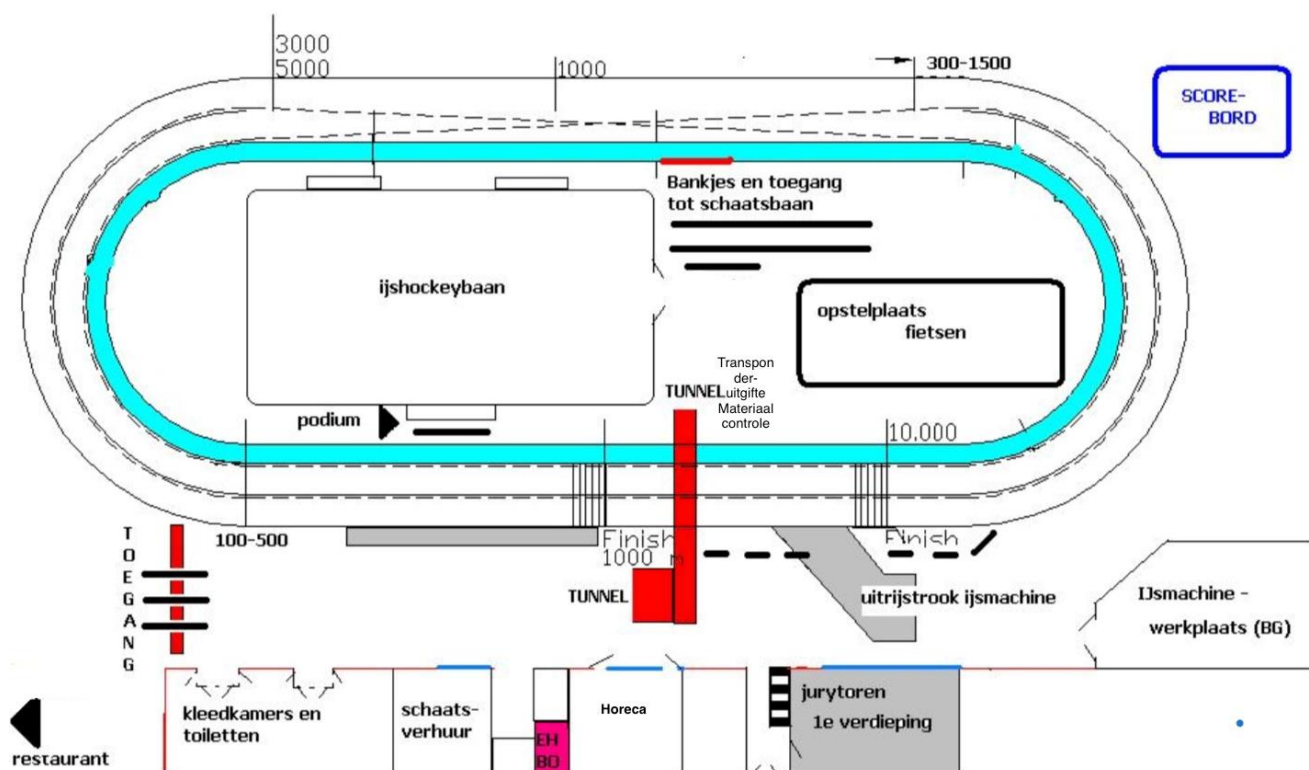 3000
5000
1000
300-1500
SCORE-
BORD
Bankjes en toegang
tot schaatsbaan
ijshockeybaan
opstelplaats
fietsen
Transpon
der-
uitgifte
Materiaal
controle
TUNNEL
podium
10.000
TOEGANG
100-500
Finish
1000 m
Finish
TUNNEL
uitrijstrook ijsmachine
IJsmachine -
werkplaats (BG)
kleedkamers en
toiletten
schaats-
verhuur
EH
BO
Horeca
jurytoren
1e verdieping
restaurant